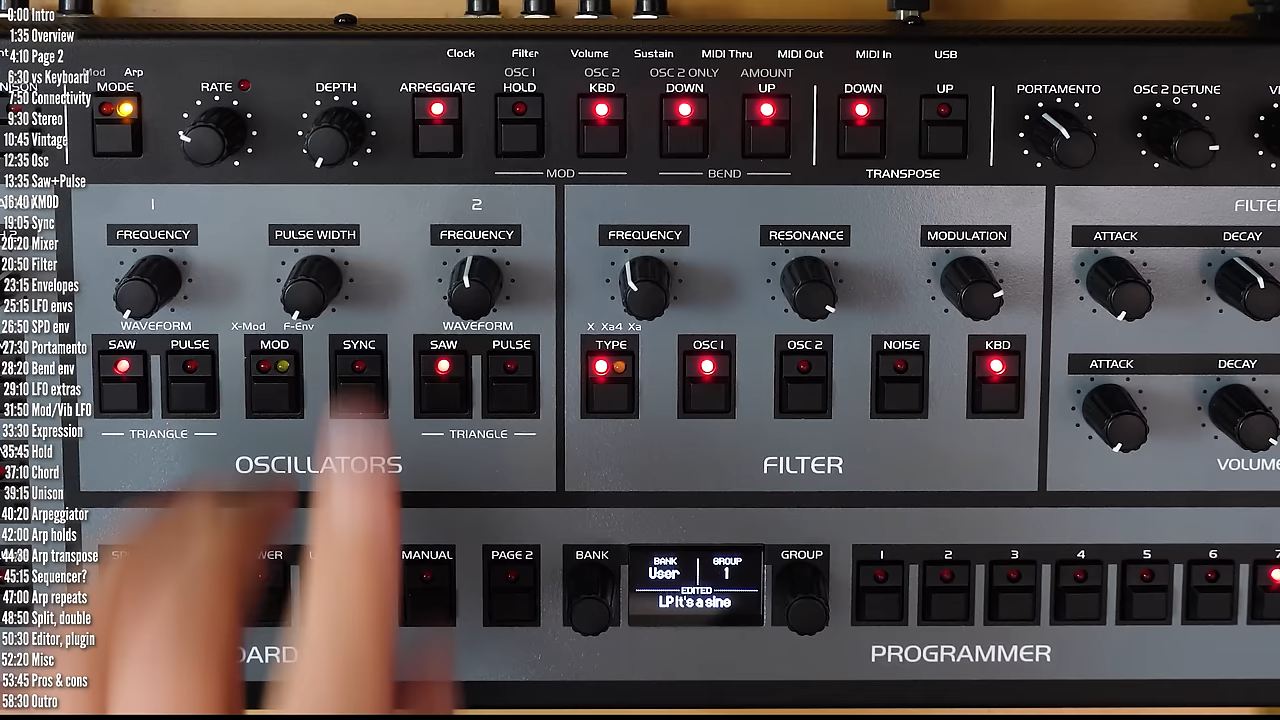 0:00 Intro
1:35 Overview
4:10 Page 2
6:30 vs Keyboard
7:50 Connectivity
9:30 Stereo
10:45 Vintage
12:35 Osc
13:35 Saw+Pulse
16:40 XMOD
19:05 Sync
20:20 Mixer
20:50 Filter
23:15 Envelopes
25:15 LFO envs
26:50 SPD env
27:30 Portamento
28:20 Bend env
29:10 LFO extras
31:50 Mod/Vib LFO
33:30 Expression
35:45 Hold
37:10 Chord
39:15 Unison
40:20 Arpeggiator
42:00 Arp holds
44:30 Arp transpose
45:15 Sequencer?
47:00 Arp repeats
48:50 Split, double
50:30 Editor, plugin
52:20 Misc
53:45 Pros & cons
58:30 Outro
Clock Filter Volume Sustain MIDI Thru MIDI Out MIDI In USB
Mod Arp OSC 1 OSC 2 OSC 2 ONLY AMOUNT
MODE RATE DEPTH ARPEGGIATE HOLD KBD DOWN UP DOWN UP PORTAMENTO OSC 2 DETUNE
MOD BEND TRANSPOSE
1 2 FILTE
FREQUENCY PULSE WIDTH FREQUENCY FREQUENCY RESONANCE MODULATION ATTACK DECAY
WAVEFORM X-Mod F-Env WAVEFORM X Xa4 Xa
SAW PULSE MOD SYNC SAW PULSE TYPE OSC 1 OSC 2 NOISE KBD
ATTACK DECAY
TRIANGLE TRIANGLE
OSCILLATORS FILTER VOLUME
MANUAL PAGE 2 BANK GROUP 1 2 3 4 5 6 7
BANK GROUP
User 1
EDITED
LP it's a sine
OARD PROGRAMMER